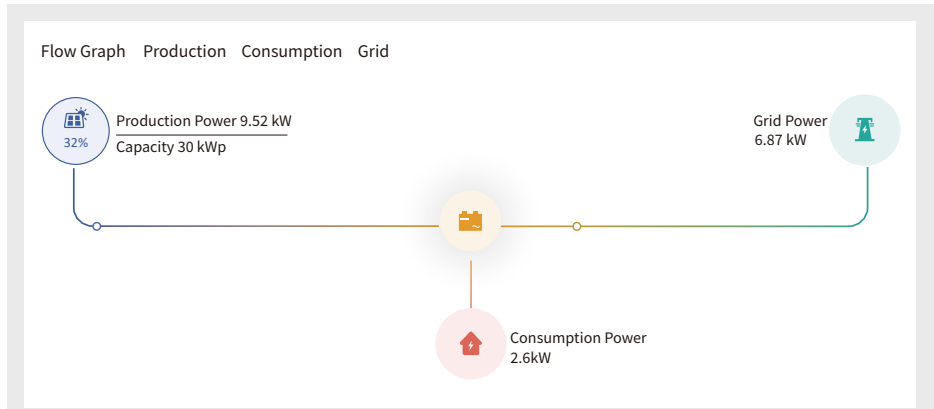 Flow Graph Production Consumption Grid
32%
Production Power 9.52 kW
Capacity 30 kWp
Grid Power
6.87 kW
Consumption Power
2.6kW